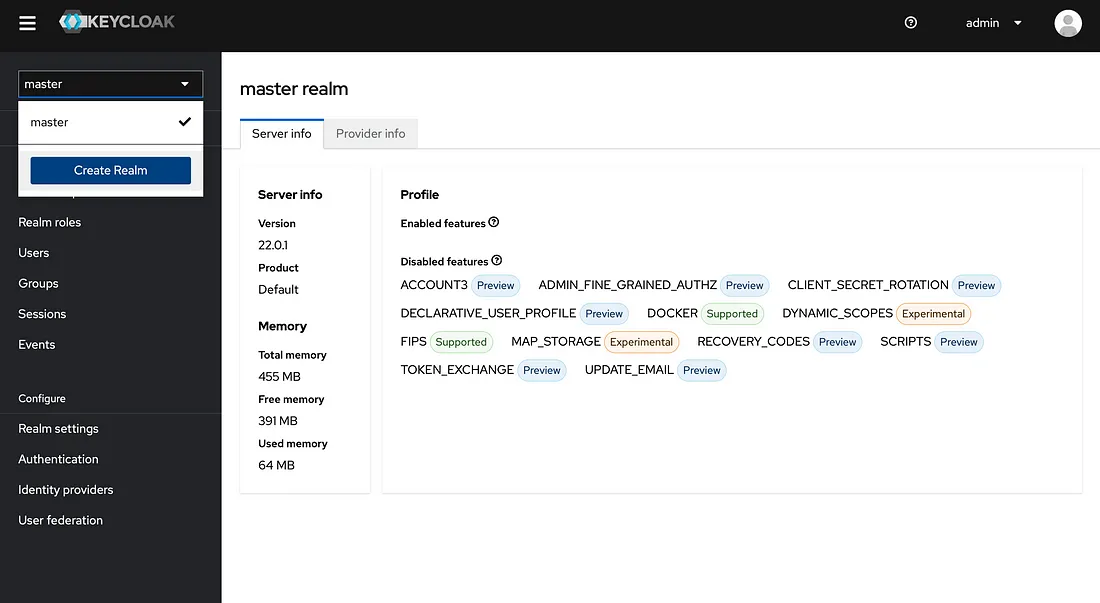 KEYCLOAK
admin
master
master
Create Realm
Realm roles
Users
Groups
Sessions
Events
Configure
Realm settings
Authentication
Identity providers
User federation
master realm
Server info Provider info
Server info
Version
22.0.1
Product
Default
Memory
Total memory
455 MB
Free memory
391 MB
Used memory
64 MB
Profile
Enabled features
Disabled features
ACCOUNT3 Preview ADMIN_FINE_GRAINED_AUTHZ Preview CLIENT_SECRET_ROTATION Preview
DECLARATIVE_USER_PROFILE Preview DOCKER Supported DYNAMIC_SCOPES Experimental
FIPS Supported MAP_STORAGE Experimental RECOVERY_CODES Preview SCRIPTS Preview
TOKEN_EXCHANGE Preview UPDATE_EMAIL Preview